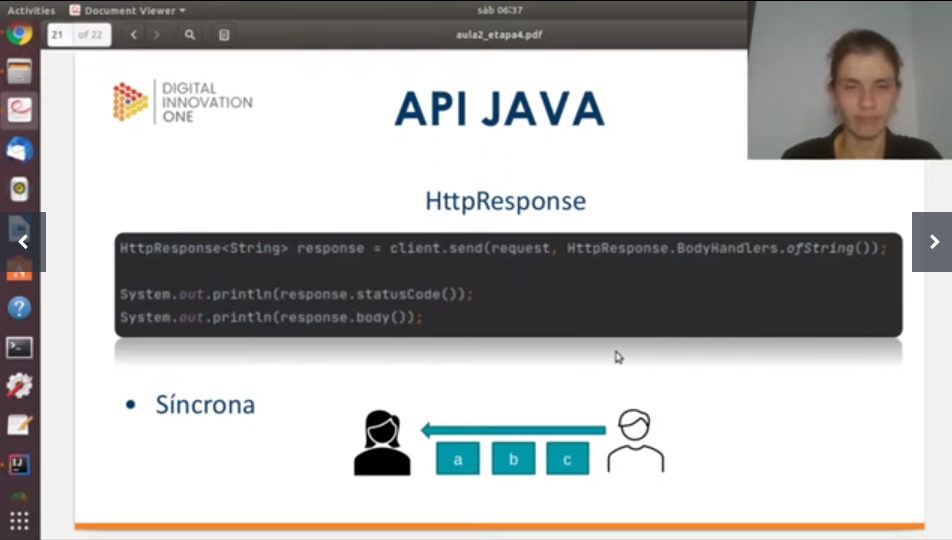 Activities Document Viewer sáb 06:37
21 of 22 aula2_etapa4.pdf
DIGITAL
INNOVATION
ONE
API JAVA
HttpResponse
HttpResponse<String> response = client.send(request, HttpResponse.BodyHandlers.ofString());
System.out.println(response.statusCode());
System.out.println(response.body());
• Síncrona
a b c